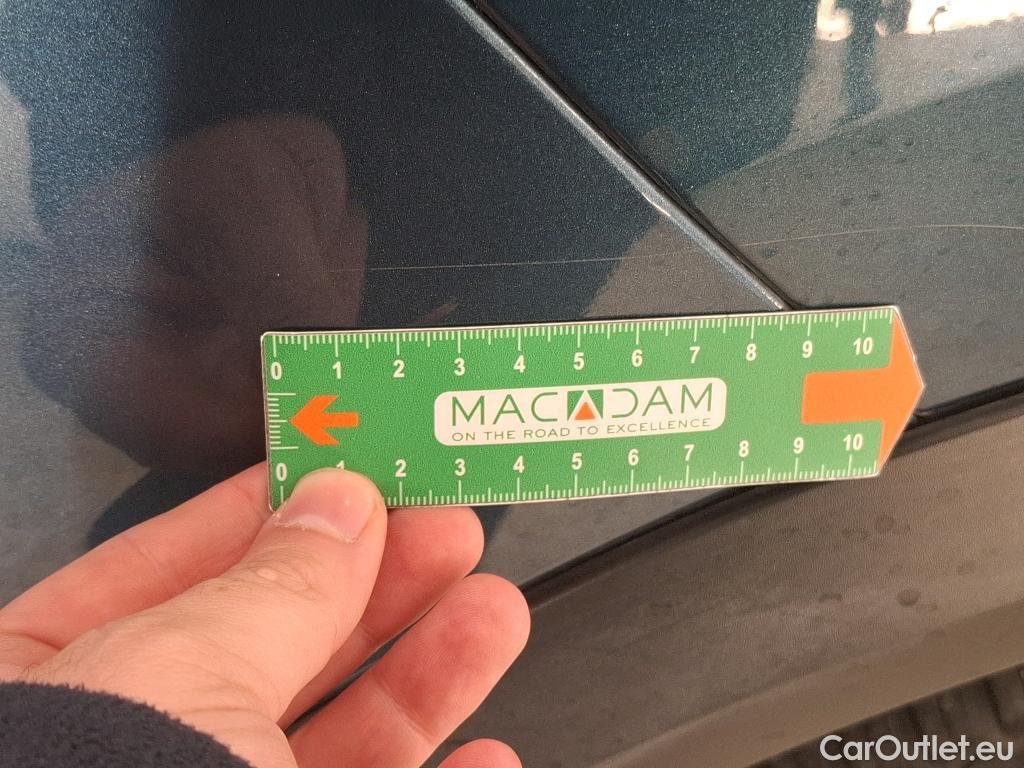 0 1 2 3 4 5 6 7 8 9 10
MACADAM
ON THE ROAD TO EXCELLENCE
0 1 2 3 4 5 6 7 8 9 10
CarOutlet.eu